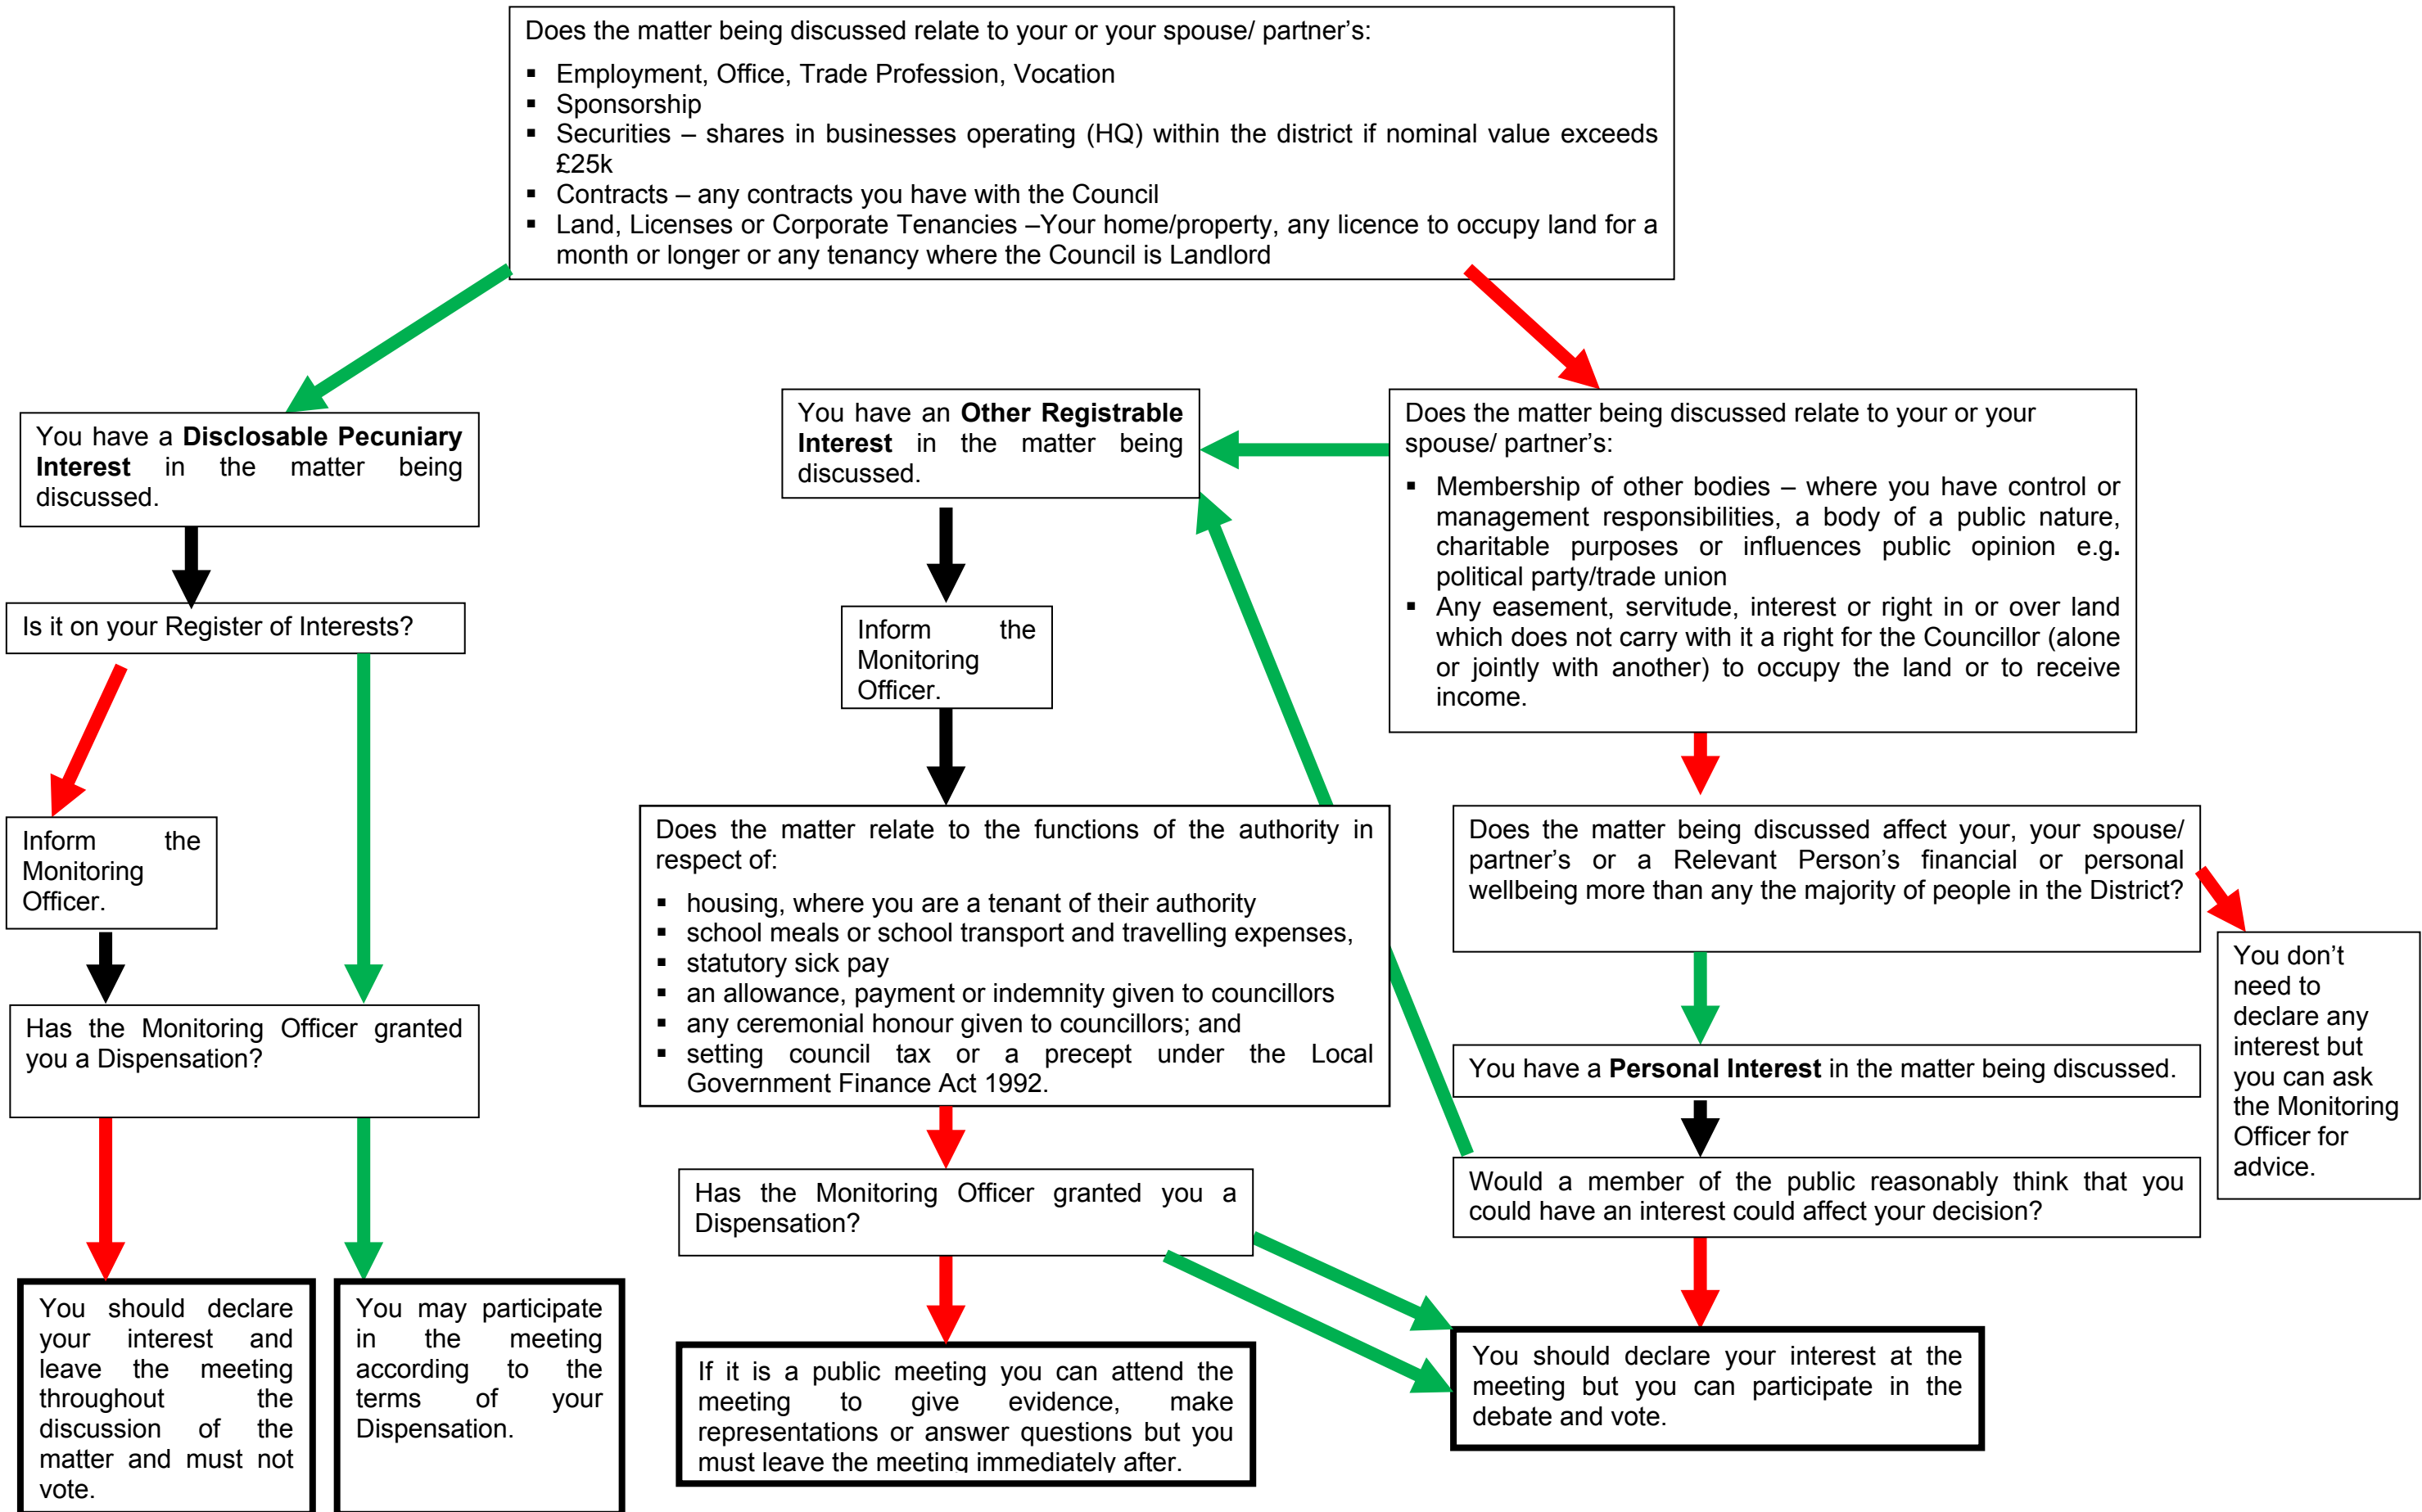 Does the matter being discussed relate to your or your spouse/ partner's:
▪ Employment, Office, Trade Profession, Vocation
▪ Sponsorship
▪ Securities – shares in businesses operating (HQ) within the district if nominal value exceeds
£25k
▪ Contracts – any contracts you have with the Council
▪ Land, Licenses or Corporate Tenancies –Your home/property, any licence to occupy land for a
month or longer or any tenancy where the Council is Landlord
You have a Disclosable Pecuniary
Interest in the matter being
discussed.
Is it on your Register of Interests?
Inform the
Monitoring
Officer.
Has the Monitoring Officer granted
you a Dispensation?
You should declare
your interest and
leave the meeting
throughout the
discussion of the
matter and must not
vote.
You may participate
in the meeting
according to the
terms of your
Dispensation.
You have an Other Registrable
Interest in the matter being
discussed.
Inform the
Monitoring
Officer.
Does the matter relate to the functions of the authority in
respect of:
▪ housing, where you are a tenant of their authority
▪ school meals or school transport and travelling expenses,
▪ statutory sick pay
▪ an allowance, payment or indemnity given to councillors
▪ any ceremonial honour given to councillors; and
▪ setting council tax or a precept under the Local
Government Finance Act 1992.
Has the Monitoring Officer granted you a
Dispensation?
If it is a public meeting you can attend the
meeting to give evidence, make
representations or answer questions but you
must leave the meeting immediately after.
Does the matter being discussed relate to your or your
spouse/ partner's:
▪ Membership of other bodies – where you have control or
management responsibilities, a body of a public nature,
charitable purposes or influences public opinion e.g.
political party/trade union
▪ Any easement, servitude, interest or right in or over land
which does not carry with it a right for the Councillor (alone
or jointly with another) to occupy the land or to receive
income.
Does the matter being discussed affect your, your spouse/
partner's or a Relevant Person's financial or personal
wellbeing more than any the majority of people in the District?
You have a Personal Interest in the matter being discussed.
Would a member of the public reasonably think that you
could have an interest could affect your decision?
You should declare your interest at the
meeting but you can participate in the
debate and vote.
You don't
need to
declare any
interest but
you can ask
the Monitoring
Officer for
advice.